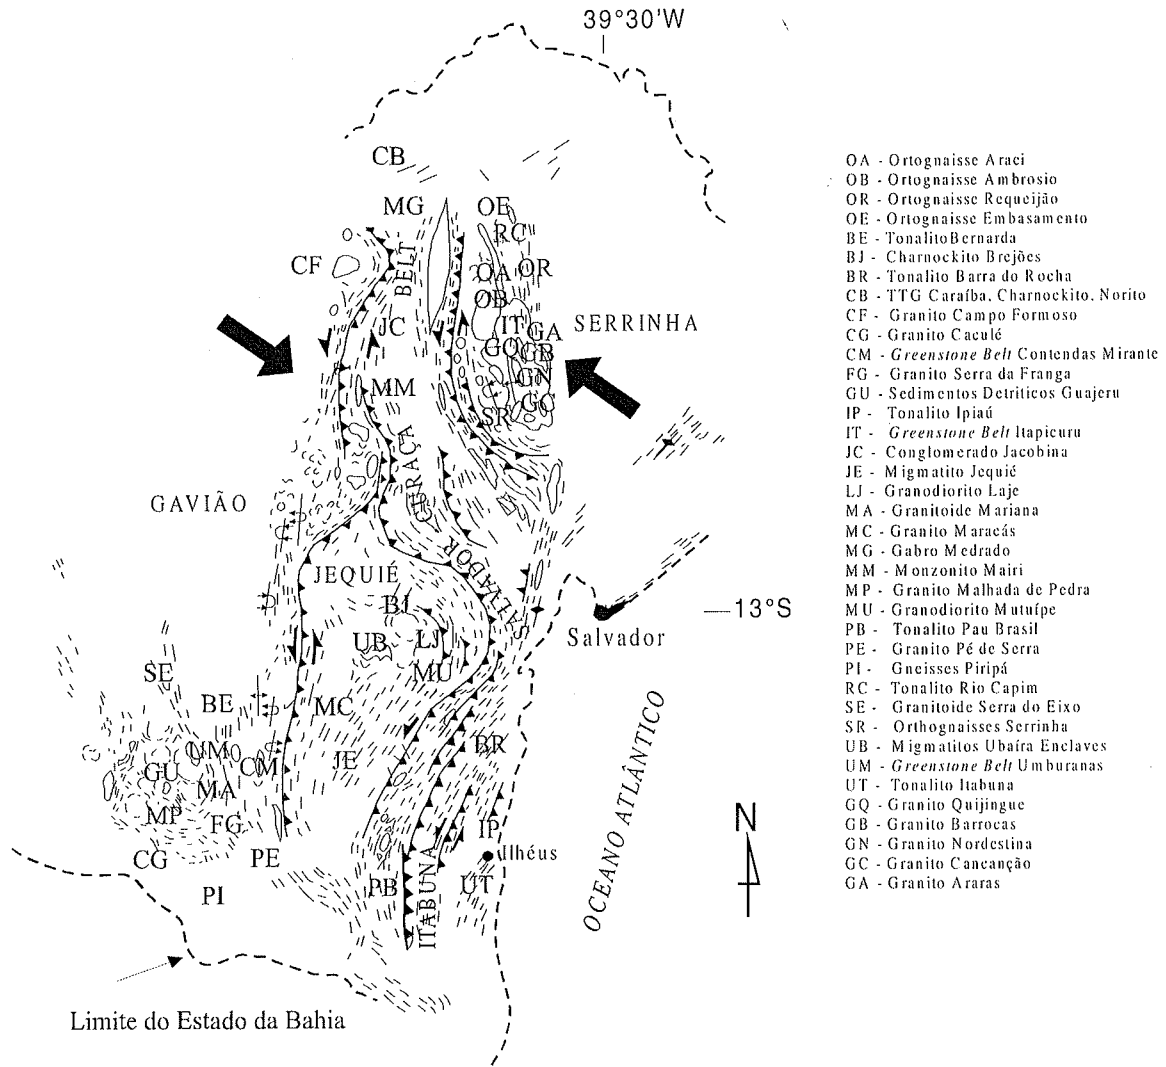 39°30'W
CB
MG
OE
RC
BELT
CF
OA
OR
OB
JC
IT
GA
SERRINHA
GQ
GB
GN
MM
GC
SR
CURAÇÁ
GAVIÃO
SALVADOR
JEQUIÉ
BJ
13°S
Salvador
UB
LJ
MU
SE
BE
MC
BR
UM
GU
CM
JE
MA
MP
FG
IP
CG
PE
Ilhéus
PB
ITABUNA
UT
PI
OCEANO ATLÂNTICO
N
Limite do Estado da Bahia
OA - Ortognaisse Araci
OB - Ortognaisse Ambrosio
OR - Ortognaisse Requeijão
OE - Ortognaisse Embasamento
BE - Tonalito Bernarda
BJ - Charnockito Brejões
BR - Tonalito Barra do Rocha
CB - TTG Caraíba, Charnockito, Norito
CF - Granito Campo Formoso
CG - Granito Caculé
CM - Greenstone Belt Contendas Mirante
FG - Granito Serra da Franga
GU - Sedimentos Detríticos Guajeru
IP - Tonalito Ipiaú
IT - Greenstone Belt Itapicuru
JC - Conglomerado Jacobina
JE - Migmatito Jequié
LJ - Granodiorito Laje
MA - Granitoide Mariana
MC - Granito Maracás
MG - Gabro Medrado
MM - Monzonito Mairi
MP - Granito Malhada de Pedra
MU - Granodiorito Mutuípe
PB - Tonalito Pau Brasil
PE - Granito Pé de Serra
PI - Gneisses Piripá
RC - Tonalito Rio Capim
SE - Granitoide Serra do Eixo
SR - Orthognaisses Serrinha
UB - Migmatitos Ubaíra Enclaves
UM - Greenstone Belt Umburanas
UT - Tonalito Itabuna
GQ - Granito Quijingue
GB - Granito Barrocas
GN - Granito Nordestina
GC - Granito Cancanção
GA - Granito Araras